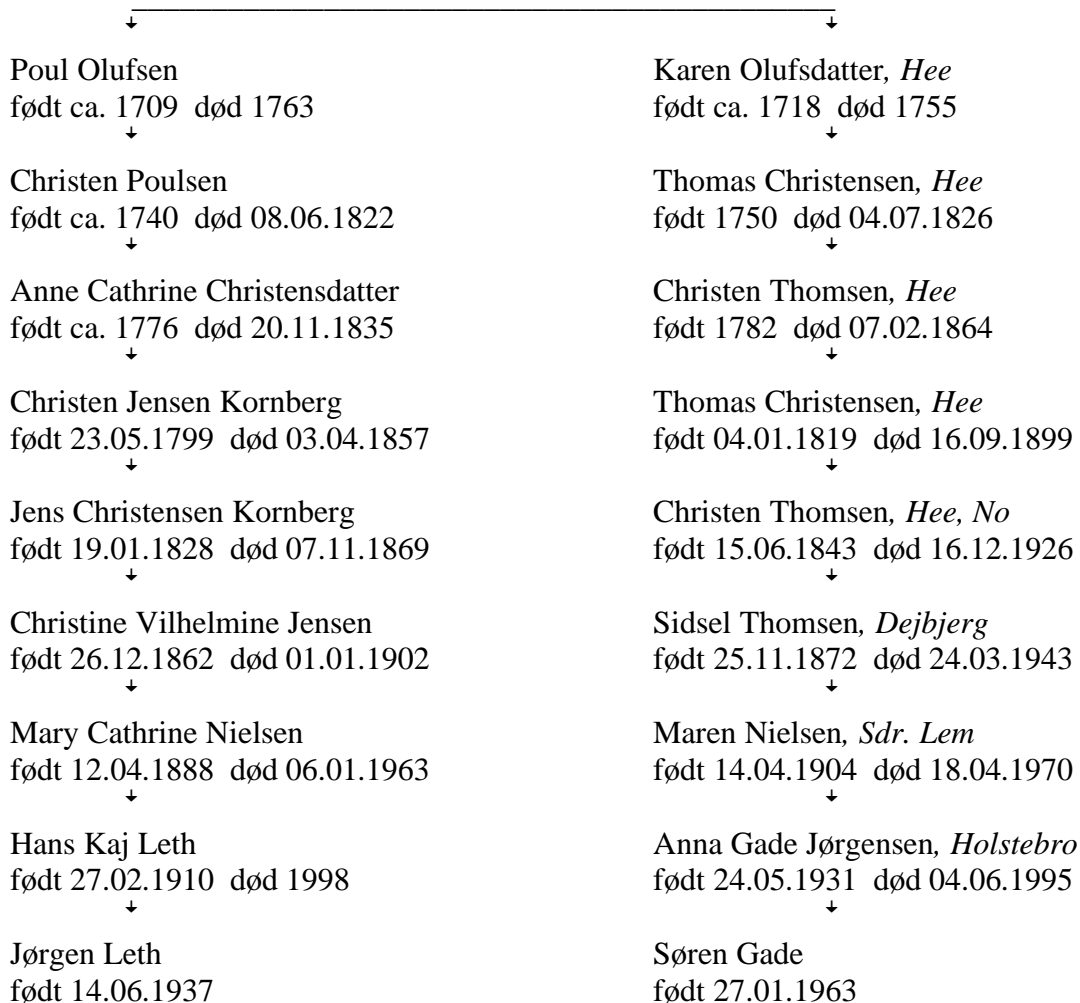 Poul Olufsen
født ca. 1709 død 1763
Christen Poulsen
født ca. 1740 død 08.06.1822
Anne Cathrine Christensdatter
født ca. 1776 død 20.11.1835
Christen Jensen Kornberg
født 23.05.1799 død 03.04.1857
Jens Christensen Kornberg
født 19.01.1828 død 07.11.1869
Christine Vilhelmine Jensen
født 26.12.1862 død 01.01.1902
Mary Cathrine Nielsen
født 12.04.1888 død 06.01.1963
Hans Kaj Leth
født 27.02.1910 død 1998
Jørgen Leth
født 14.06.1937
Karen Olufsdatter, Hee
født ca. 1718 død 1755
Thomas Christensen, Hee
født 1750 død 04.07.1826
Christen Thomsen, Hee
født 1782 død 07.02.1864
Thomas Christensen, Hee
født 04.01.1819 død 16.09.1899
Christen Thomsen, Hee, No
født 15.06.1843 død 16.12.1926
Sidsel Thomsen, Dejbjerg
født 25.11.1872 død 24.03.1943
Maren Nielsen, Sdr. Lem
født 14.04.1904 død 18.04.1970
Anna Gade Jørgensen, Holstebro
født 24.05.1931 død 04.06.1995
Søren Gade
født 27.01.1963